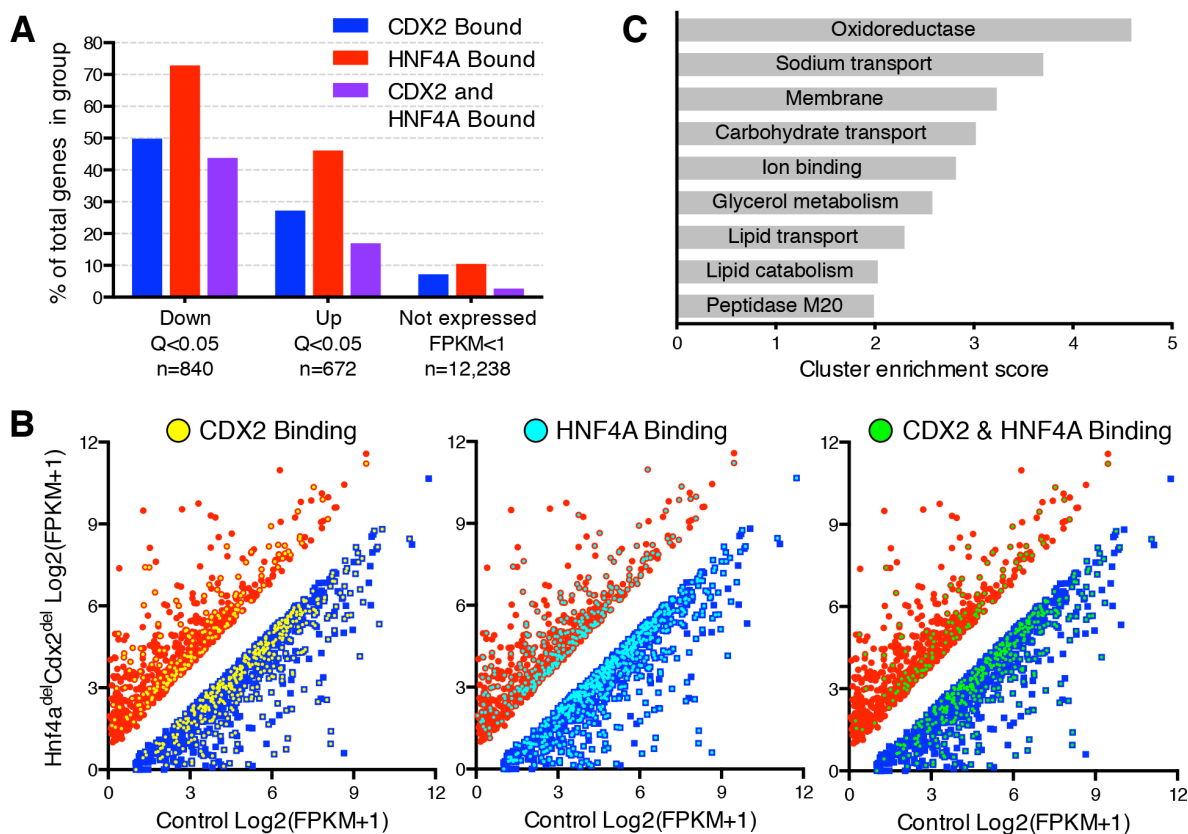 A
CDX2 Bound
HNF4A Bound
CDX2 and
HNF4A Bound
% of total genes in group
80
70
60
50
40
30
20
10
0
Down
Q<0.05
n=840
Up
Q<0.05
n=672
Not expressed
FPKM<1
n=12,238
C
Oxidoreductase
Sodium transport
Membrane
Carbohydrate transport
Ion binding
Glycerol metabolism
Lipid transport
Lipid catabolism
Peptidase M20
0 1 2 3 4 5
Cluster enrichment score
B
CDX2 Binding
Hnf4adelCdx2del Log2(FPKM+1)
12
9
6
3
0
0 3 6 9 12
Control Log2(FPKM+1)
HNF4A Binding
12
9
6
3
0
0 3 6 9 12
Control Log2(FPKM+1)
CDX2 & HNF4A Binding
12
9
6
3
0
0 3 6 9 12
Control Log2(FPKM+1)